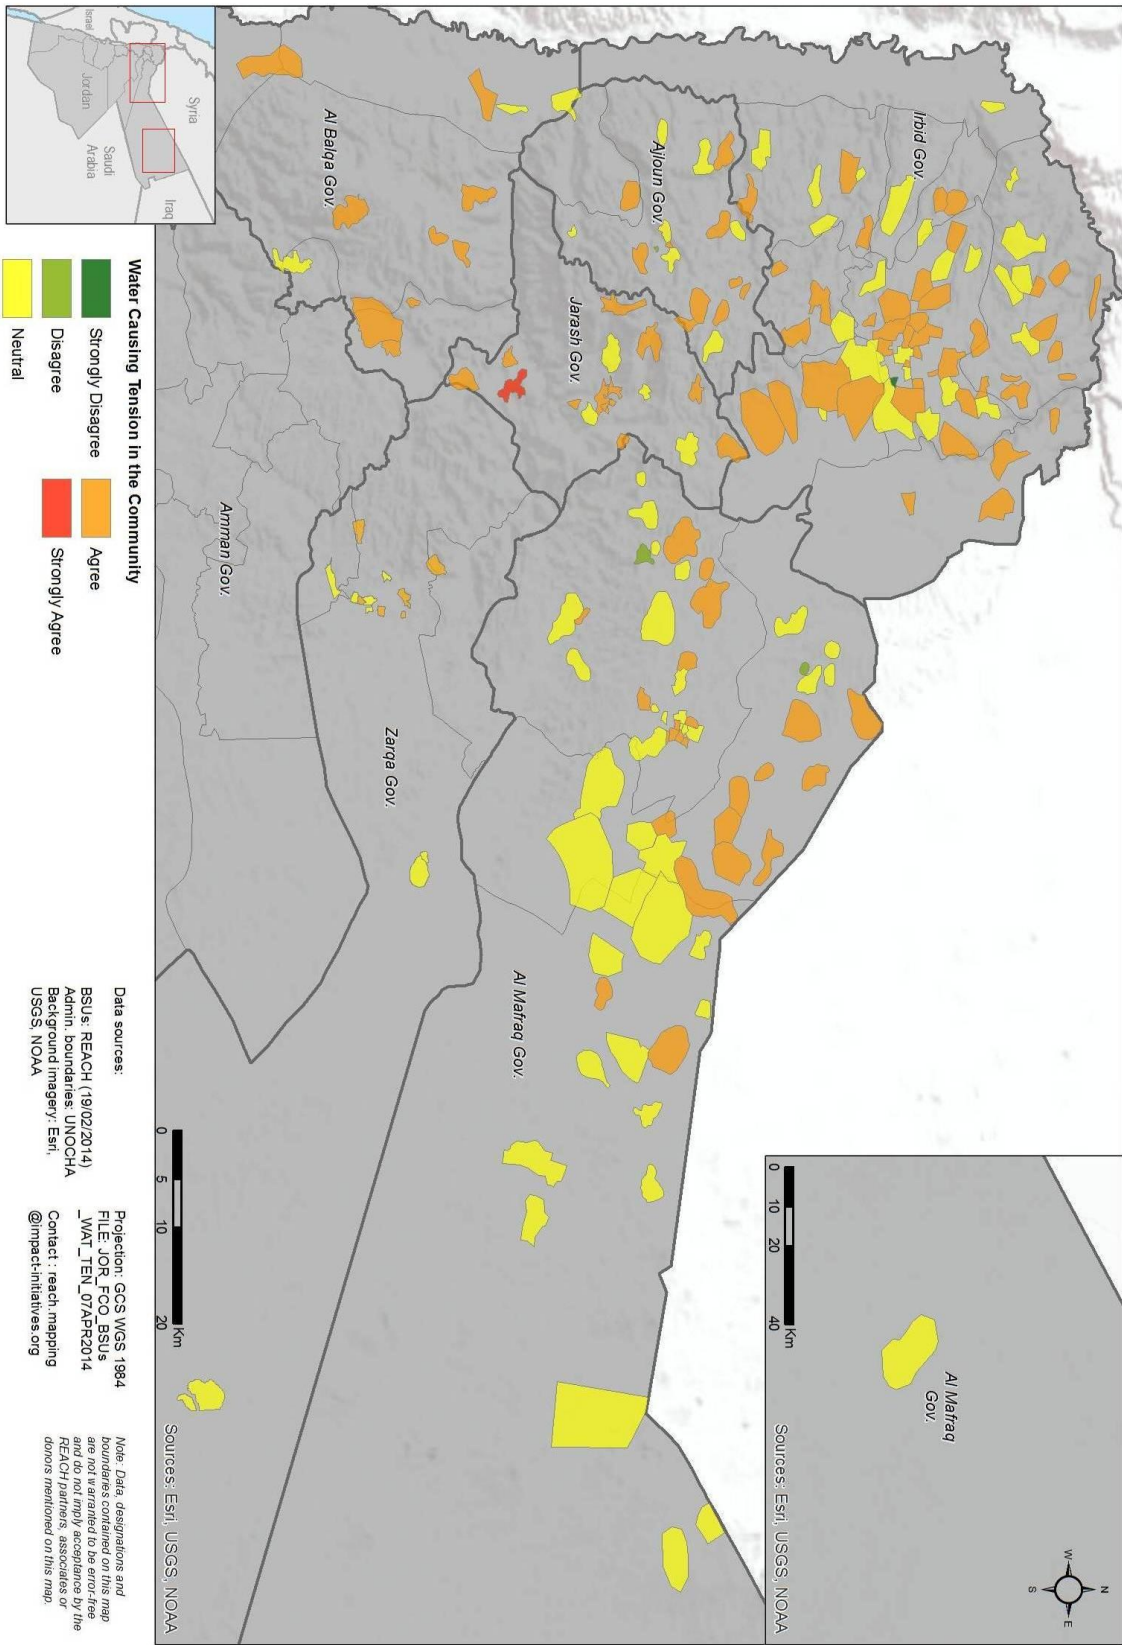 Irbid Gov.
Ajloun Gov.
Jarash Gov.
Al Balqa Gov.
Amman Gov.
Zarqa Gov.
Al Mafraq Gov.
Al Mafraq
Gov.
N
W
E
S
0
10
20
40
Km
Sources: Esri, USGS, NOAA
0
5
10
20
Km
Sources: Esri, USGS, NOAA
Israel
Jordan
Syria
Saudi
Arabia
Iraq
Water Causing Tension in the Community
Strongly Disagree
Disagree
Neutral
Agree
Strongly Agree
Data sources:
BSUs: REACH (19/02/2014)
Admin. boundaries: UNOCHA
Background imagery: Esri,
USGS, NOAA
Projection: GCS WGS 1984
FILE: JOR_FCO_BSUs
_WAT_TEN_07APR2014
Contact : reach.mapping
@impact-initiatives.org
Note: Data, designations and
boundaries contained on this map
are not warranted to be error-free
and do not imply acceptance by the
REACH partners, associates or
donors mentioned on this map.